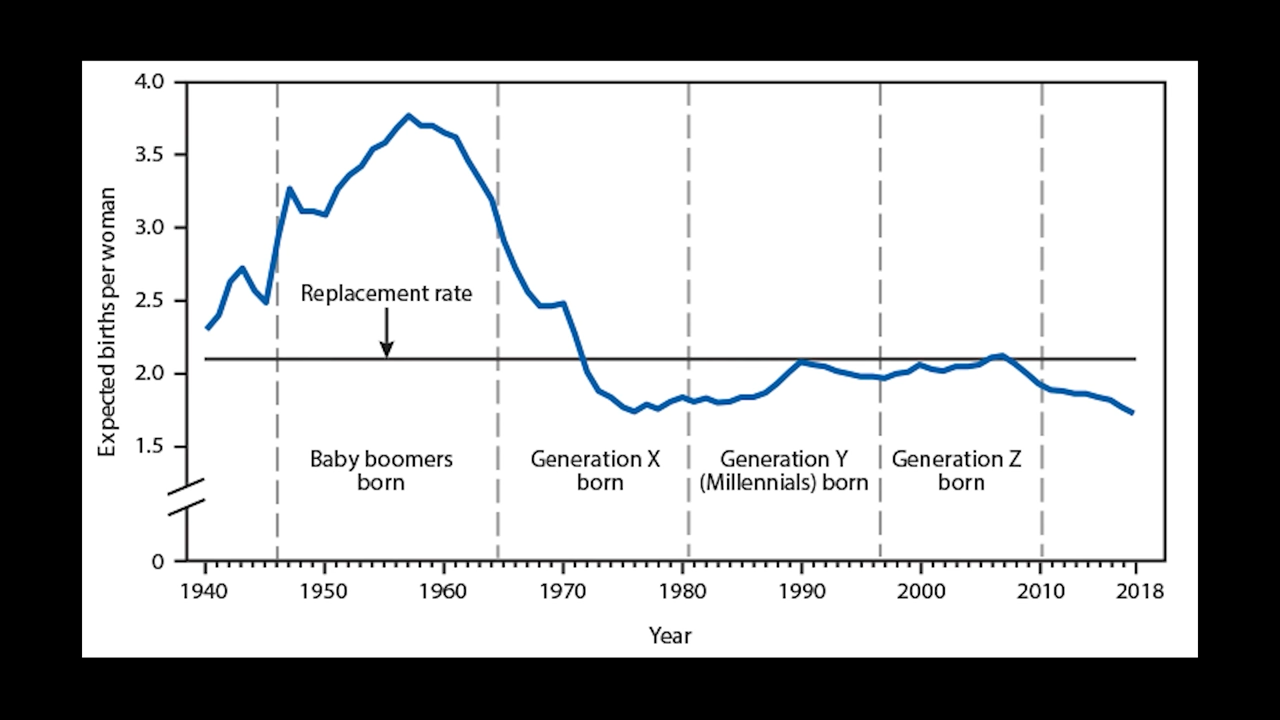 4.0
3.5
3.0
2.5
2.0
1.5
0
Expected births per woman
Replacement rate
Baby boomers
born
Generation X
born
Generation Y
(Millennials) born
Generation Z
born
1940 1950 1960 1970 1980 1990 2000 2010 2018
Year